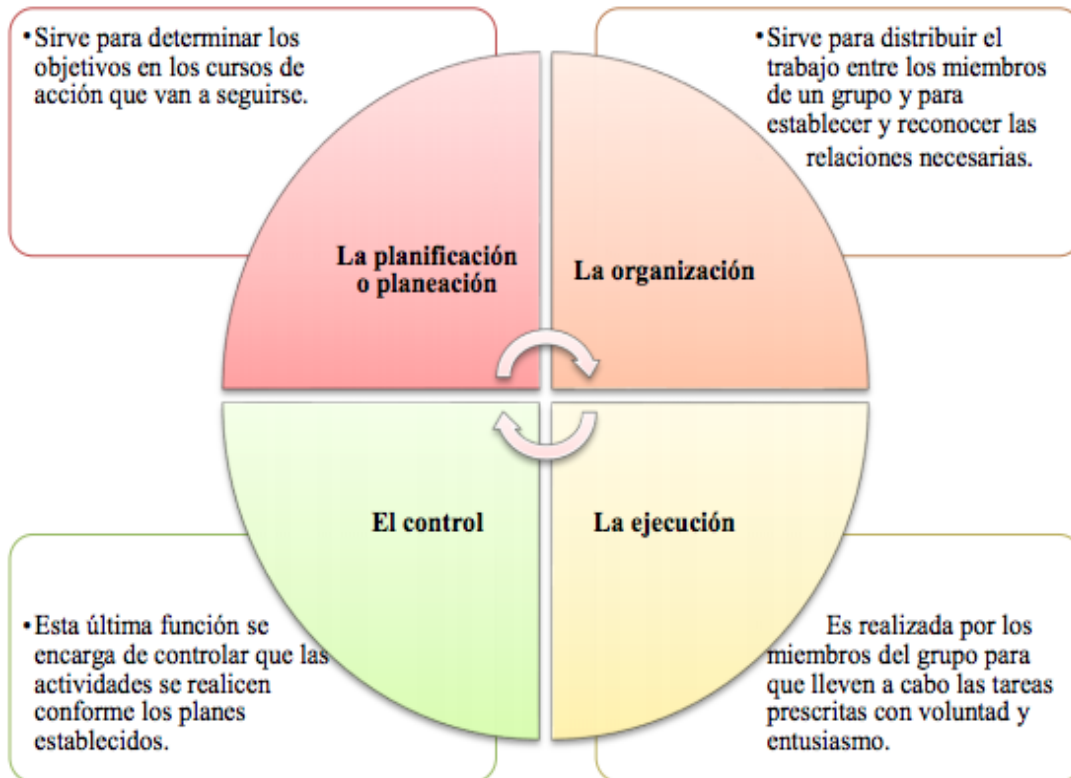 •Sirve para determinar los
objetivos en los cursos de
acción que van a seguirse.
•Sirve para distribuir el
trabajo entre los miembros
de un grupo y para
establecer y reconocer las
relaciones necesarias.
La planificación
o planeación
La organización
El control
La ejecución
•Esta última función se
encarga de controlar que las
actividades se realicen
conforme los planes
establecidos.
Es realizada por los
miembros del grupo para
que lleven a cabo las tareas
prescritas con voluntad y
entusiasmo.